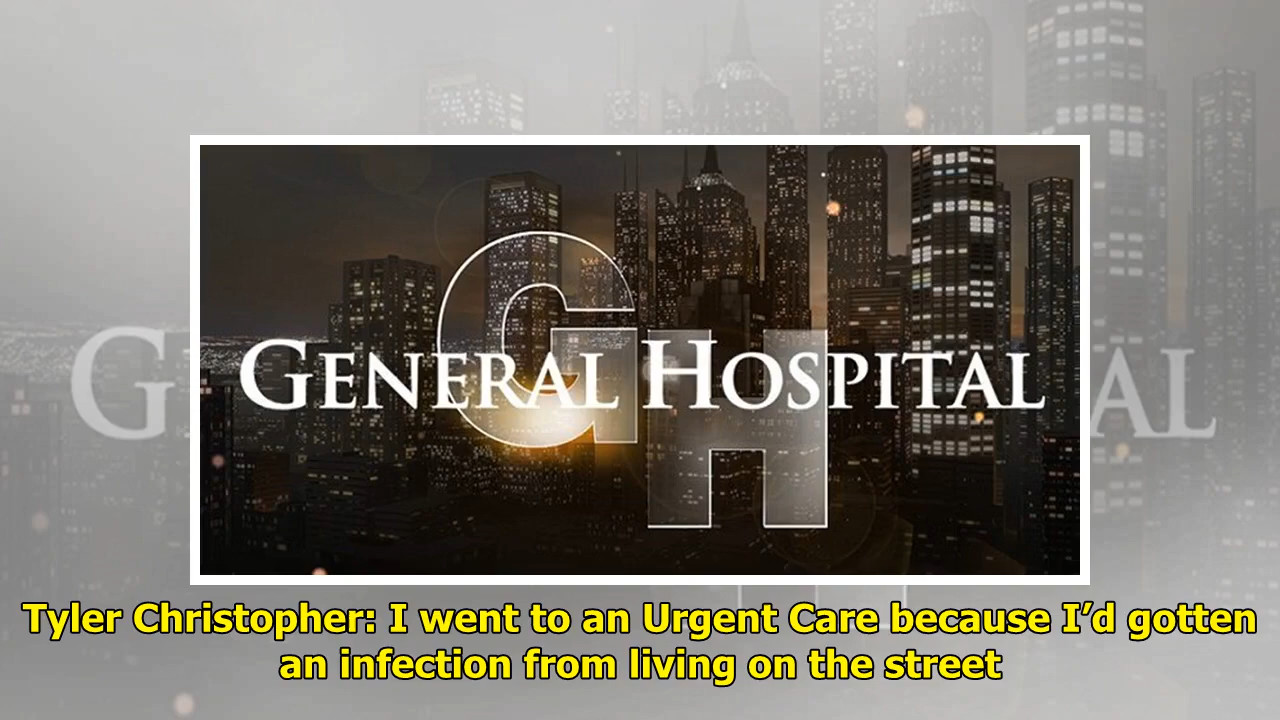 GH
GENERAL HOSPITAL
Tyler Christopher: I went to an Urgent Care because I’d gotten
an infection from living on the street